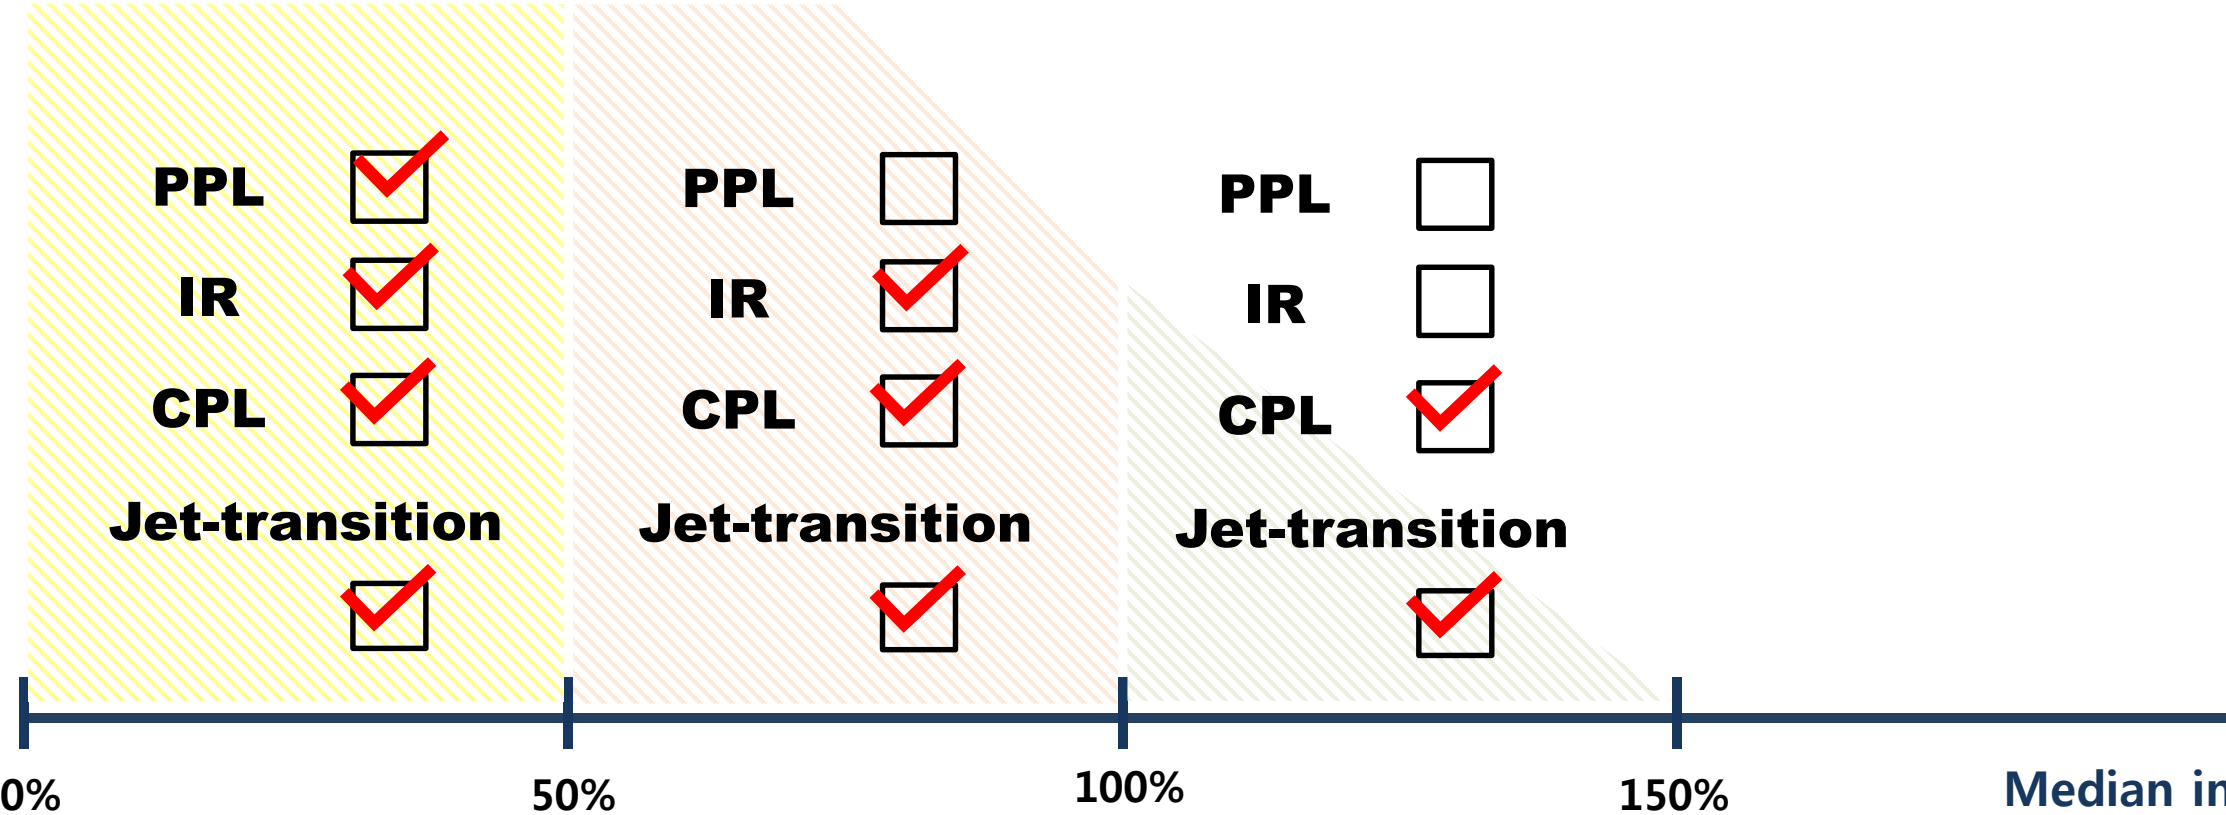 PPL
IR
CPL
Jet-transition
PPL
IR
CPL
Jet-transition
PPL
IR
CPL
Jet-transition
0%
50%
100%
150%
Median